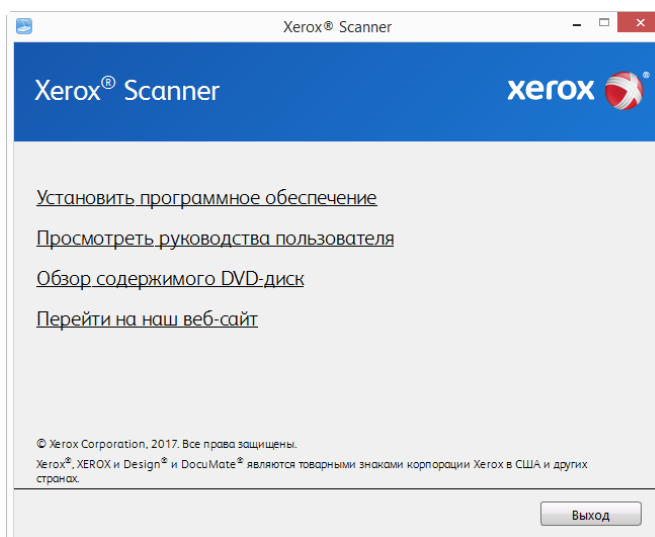 Xerox® Scanner
Xerox® Scanner
xerox®
Установить программное обеспечение
Просмотреть руководства пользователя
Обзор содержимого DVD-диск
Перейти на наш веб-сайт
© Xerox Corporation, 2017. Все права защищены.
Xerox®, XEROX и Design® и DocuMate® являются товарными знаками корпорации Xerox в США и других
странах.
Выход